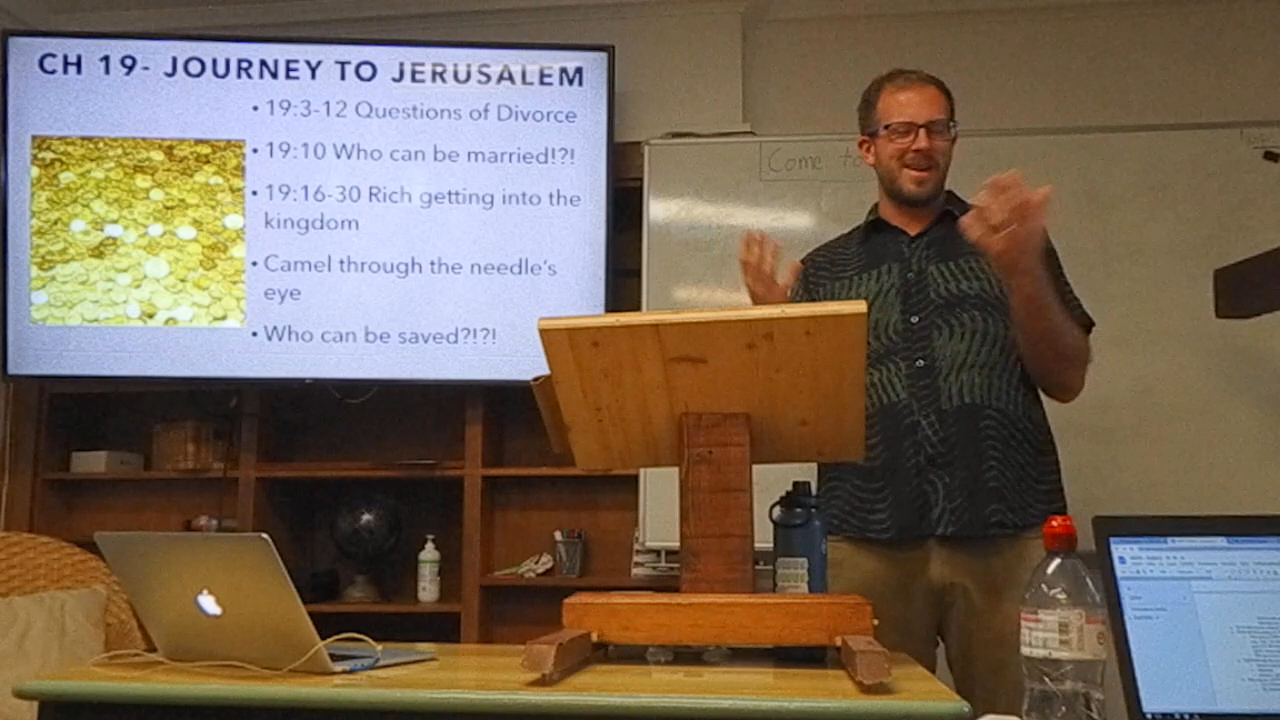 CH 19- JOURNEY TO JERUSALEM
• 19:3-12 Questions of Divorce
• 19:10 Who can be married!?!
• 19:16-30 Rich getting into the
kingdom
• Camel through the needle's
eye
• Who can be saved?!?!
Come to